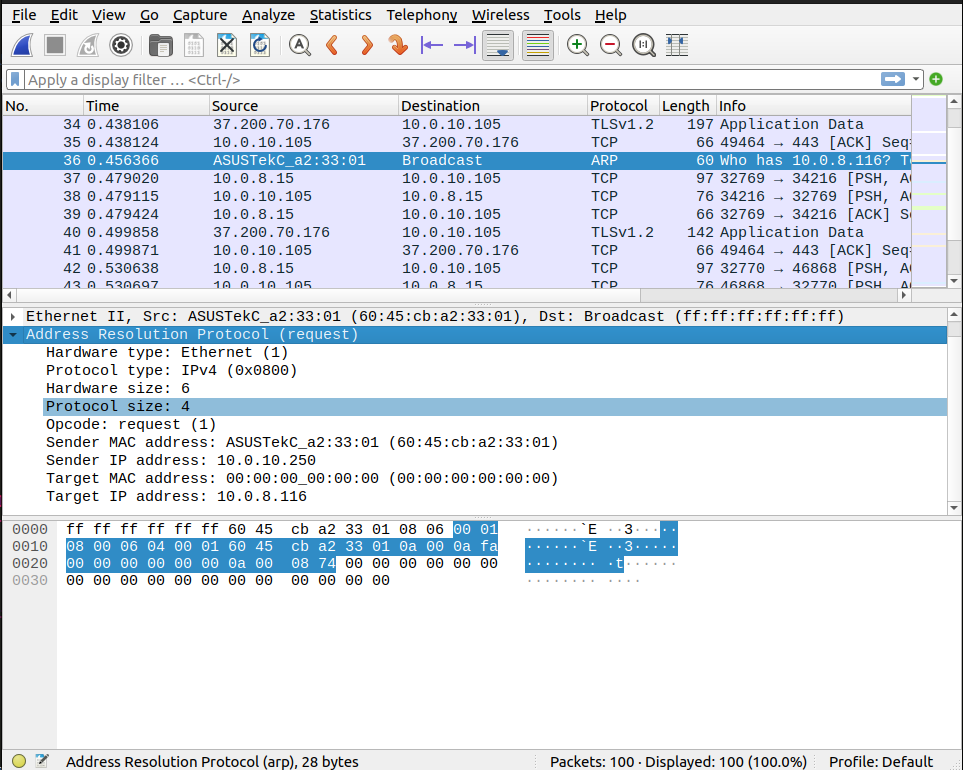 File Edit View Go Capture Analyze Statistics Telephony Wireless Tools Help
Apply a display filter … <Ctrl-/>
No. Time Source Destination Protocol Length Info
34 0.438106 37.200.70.176 10.0.10.105 TLSv1.2 197 Application Data
35 0.438124 10.0.10.105 37.200.70.176 TCP 66 49464 → 443 [ACK] Seq=
36 0.456366 ASUSTekC_a2:33:01 Broadcast ARP 60 Who has 10.0.8.116? T
37 0.479020 10.0.8.15 10.0.10.105 TCP 97 32769 → 34216 [PSH, A
38 0.479115 10.0.10.105 10.0.8.15 TCP 76 34216 → 32769 [PSH, A
39 0.479424 10.0.8.15 10.0.10.105 TCP 66 32769 → 34216 [ACK] S
40 0.499858 37.200.70.176 10.0.10.105 TLSv1.2 142 Application Data
41 0.499871 10.0.10.105 37.200.70.176 TCP 66 49464 → 443 [ACK] Seq=
42 0.530638 10.0.8.15 10.0.10.105 TCP 97 32770 → 46868 [PSH, A
43 0.530697 10.0.10.105 10.0.8.15 TCP 76 46868 → 32770 [PSH, A
Ethernet II, Src: ASUSTekC_a2:33:01 (60:45:cb:a2:33:01), Dst: Broadcast (ff:ff:ff:ff:ff:ff)
Address Resolution Protocol (request)
Hardware type: Ethernet (1)
Protocol type: IPv4 (0x0800)
Hardware size: 6
Protocol size: 4
Opcode: request (1)
Sender MAC address: ASUSTekC_a2:33:01 (60:45:cb:a2:33:01)
Sender IP address: 10.0.10.250
Target MAC address: 00:00:00_00:00:00 (00:00:00:00:00:00)
Target IP address: 10.0.8.116
0000 ff ff ff ff ff ff 60 45 cb a2 33 01 08 06 00 01 ······`E ··3·····
0010 08 00 06 04 00 01 60 45 cb a2 33 01 0a 00 0a fa ······`E ··3·····
0020 00 00 00 00 00 00 0a 00 08 74 00 00 00 00 00 00 ········ ·t······
0030 00 00 00 00 00 00 00 00 00 00 00 00 ········ ····
Address Resolution Protocol (arp), 28 bytes Packets: 100 · Displayed: 100 (100.0%) Profile: Default